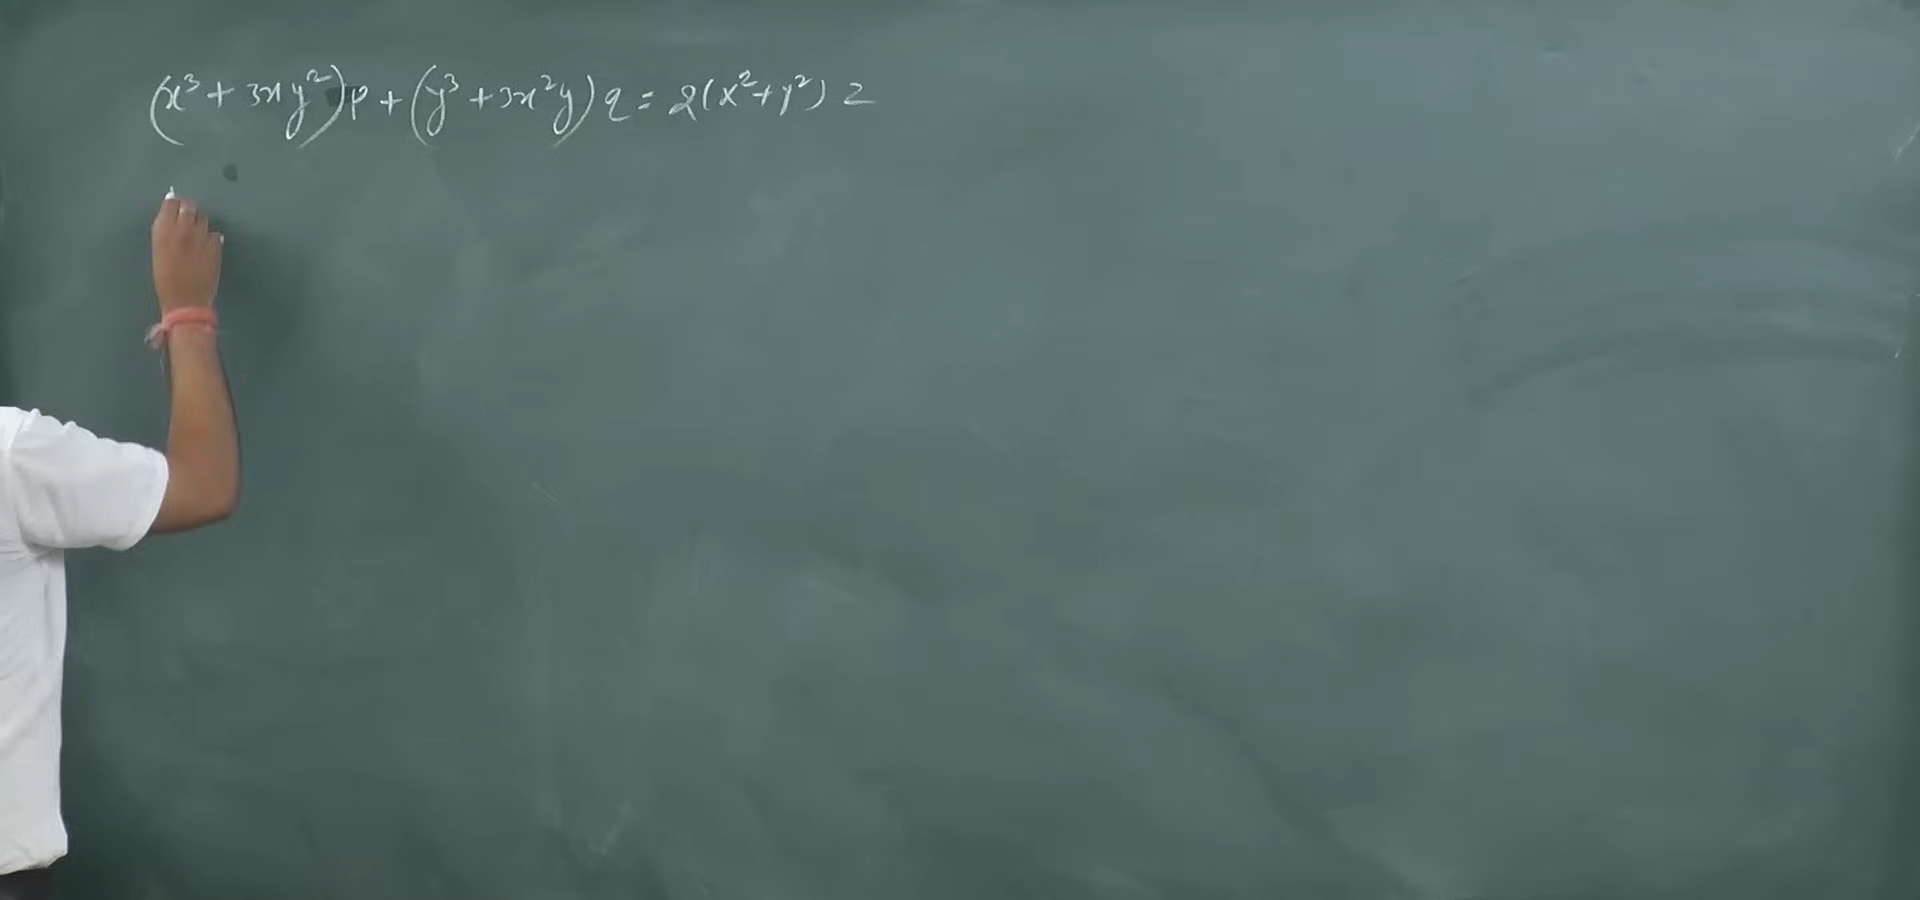 (x³ + 3xy²)p + (y³ + 3x²y)q = 2(x² + y²)z